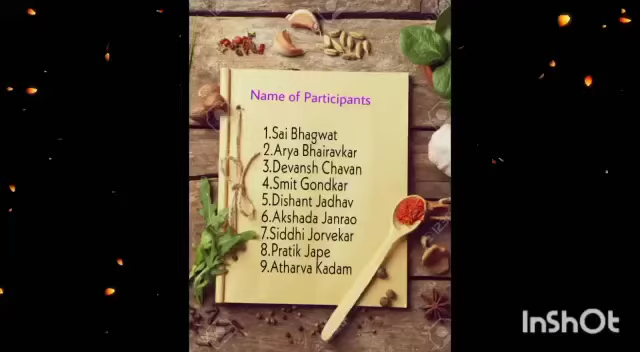 Name of Participants
1.Sai Bhagwat
2.Arya Bhairavkar
3.Devansh Chavan
4.Smit Gondkar
5.Dishant Jadhav
6.Akshada Janrao
7.Siddhi Jorvekar
8.Pratik Jape
9.Atharva Kadam
InShOt